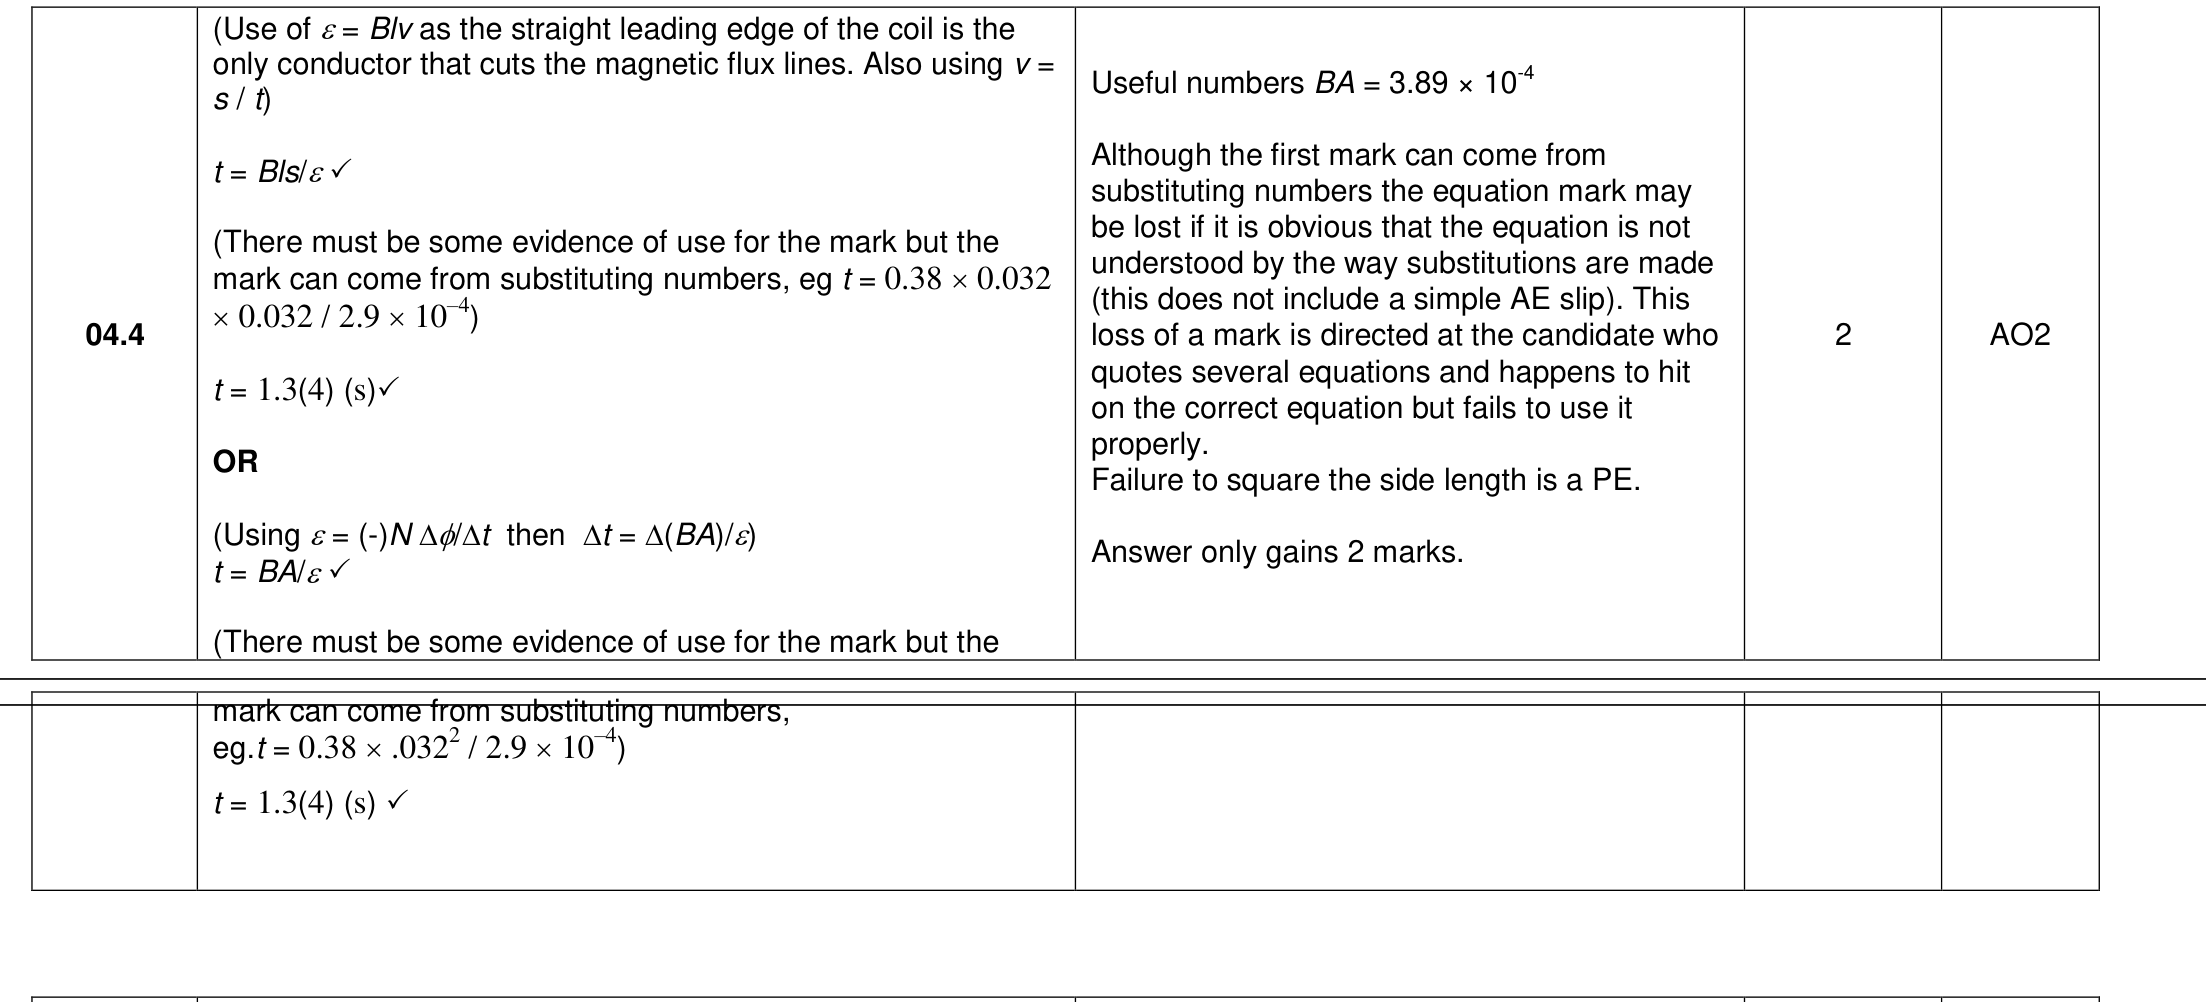 (Use of ε = Blv as the straight leading edge of the coil is the
only conductor that cuts the magnetic flux lines. Also using v =
s / t)
t = Bls/ε ✓
(There must be some evidence of use for the mark but the
mark can come from substituting numbers, eg t = 0.38 × 0.032
× 0.032 / 2.9 × 10⁻⁴)
04.4
t = 1.3(4) (s)✓
OR
(Using ε = (-)N Δϕ/Δt then Δt = Δ(BA)/ε)
t = BA/ε ✓
(There must be some evidence of use for the mark but the
Useful numbers BA = 3.89 × 10⁻⁴
Although the first mark can come from
substituting numbers the equation mark may
be lost if it is obvious that the equation is not
understood by the way substitutions are made
(this does not include a simple AE slip). This
loss of a mark is directed at the candidate who
quotes several equations and happens to hit
on the correct equation but fails to use it
properly.
Failure to square the side length is a PE.
Answer only gains 2 marks.
2
AO2
mark can come from substituting numbers,
eg.t = 0.38 × .032² / 2.9 × 10⁻⁴)
t = 1.3(4) (s) ✓